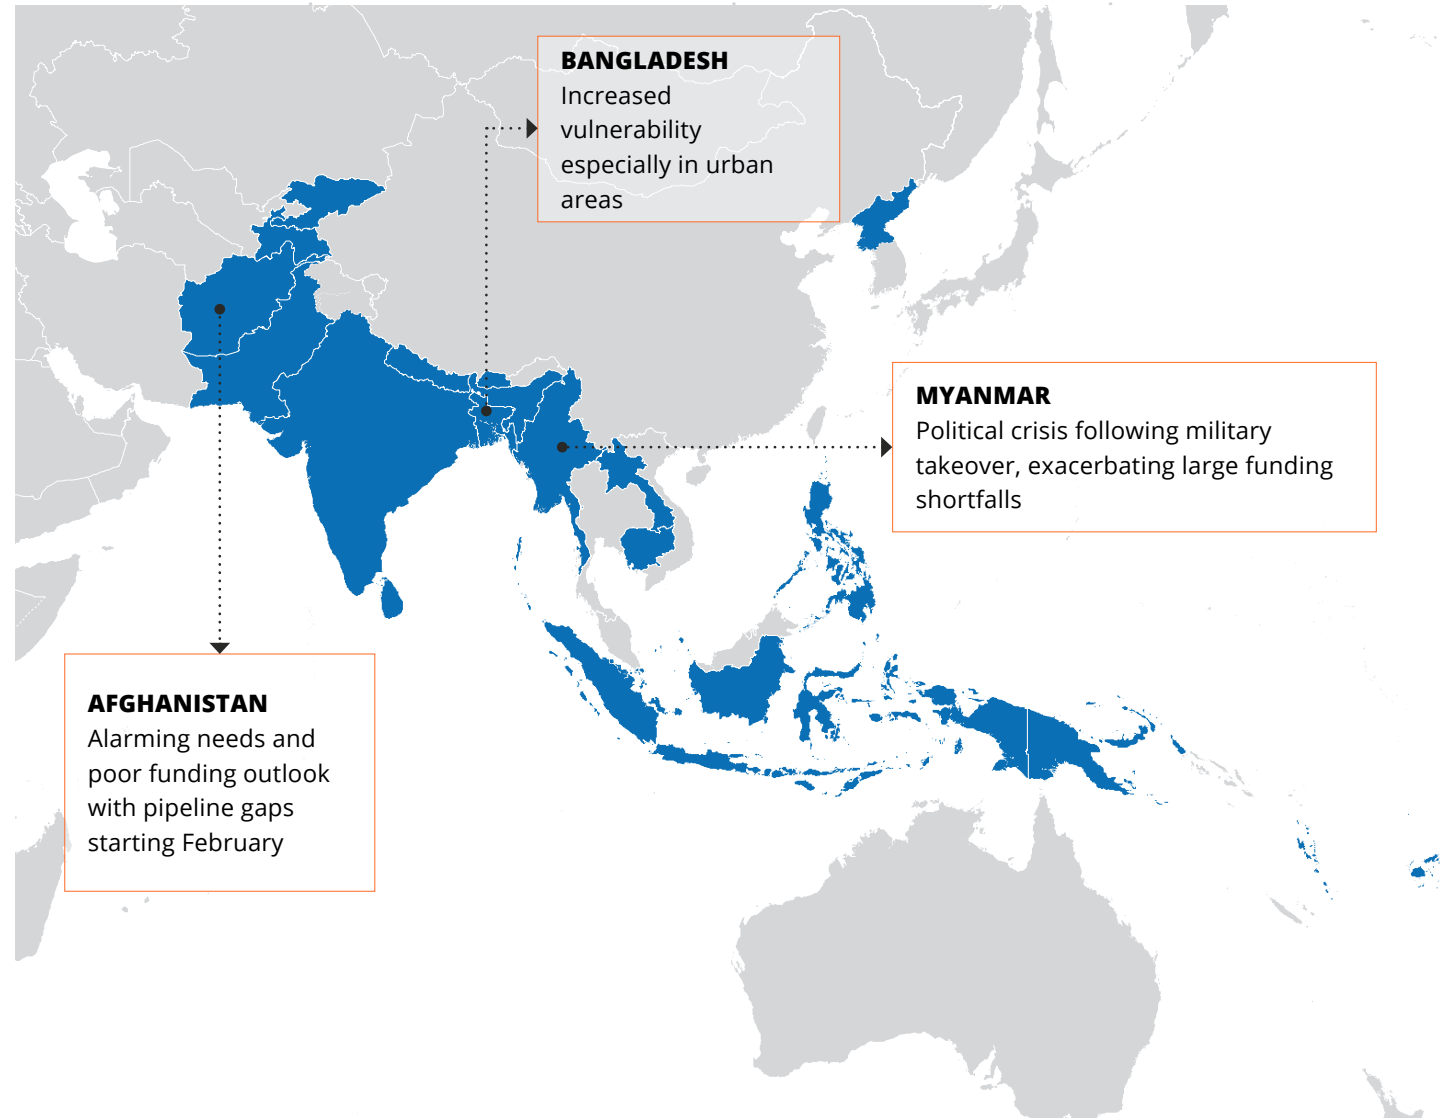 BANGLADESH
Increased
vulnerability
especially in urban
areas
MYANMAR
Political crisis following military
takeover, exacerbating large funding
shortfalls
AFGHANISTAN
Alarming needs and
poor funding outlook
with pipeline gaps
starting February